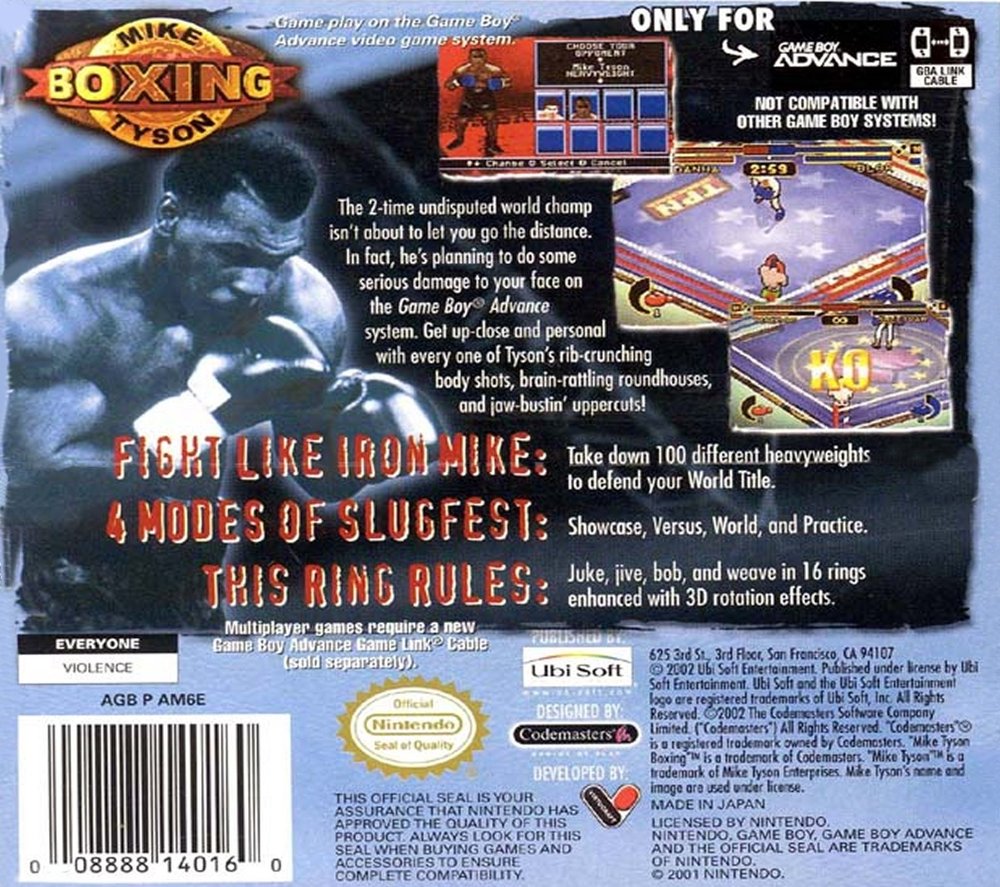 MIKE
BOXING
TYSON
Game play on the Game Boy®
Advance video game system.
ONLY FOR
GAME BOY
ADVANCE
GBA LINK
CABLE
NOT COMPATIBLE WITH
OTHER GAME BOY SYSTEMS!
CHOOSE YOUR
OPPONENT
Mike Tyson
HEAVYWEIGHT
Change Select Cancel
2:59
TPN
1
KO
The 2-time undisputed world champ
isn't about to let you go the distance.
In fact, he's planning to do some
serious damage to your face on
the Game Boy® Advance
system. Get up-close and personal
with every one of Tyson's rib-crunching
body shots, brain-rattling roundhouses,
and jaw-bustin' uppercuts!
FIGHT LIKE IRON MIKE: Take down 100 different heavyweights
to defend your World Title.
4 MODES OF SLUGFEST: Showcase, Versus, World, and Practice.
THIS RING RULES: Juke, jive, bob, and weave in 16 rings
enhanced with 3D rotation effects.
Multiplayer games require a new
Game Boy Advance Game Link® Cable
(sold separately).
EVERYONE
VIOLENCE
AGB P AM6E
0 08888 14016 0
Official
Nintendo
Seal of Quality
THIS OFFICIAL SEAL IS YOUR
ASSURANCE THAT NINTENDO HAS
APPROVED THE QUALITY OF THIS
PRODUCT. ALWAYS LOOK FOR THIS
SEAL WHEN BUYING GAMES AND
ACCESSORIES TO ENSURE
COMPLETE COMPATIBILITY.
PUBLISHED BY:
Ubi Soft
DESIGNED BY:
Codemasters
DEVELOPED BY:
VIRTUCRAFT
625 3rd St., 3rd Floor, San Francisco, CA 94107
© 2002 Ubi Soft Entertainment. Published under license by Ubi
Soft Entertainment. Ubi Soft and the Ubi Soft Entertainment
logo are registered trademarks of Ubi Soft, Inc. All Rights
Reserved. ©2002 The Codemasters Software Company
Limited. ("Codemasters") All Rights Reserved. "Codemasters"®
is a registered trademark owned by Codemasters. "Mike Tyson
Boxing"™ is a trademark of Codemasters. "Mike Tyson"™ is a
trademark of Mike Tyson Enterprises. Mike Tyson's name and
image are used under license.
MADE IN JAPAN
LICENSED BY NINTENDO.
NINTENDO, GAME BOY, GAME BOY ADVANCE
AND THE OFFICIAL SEAL ARE TRADEMARKS
OF NINTENDO.
© 2001 NINTENDO.